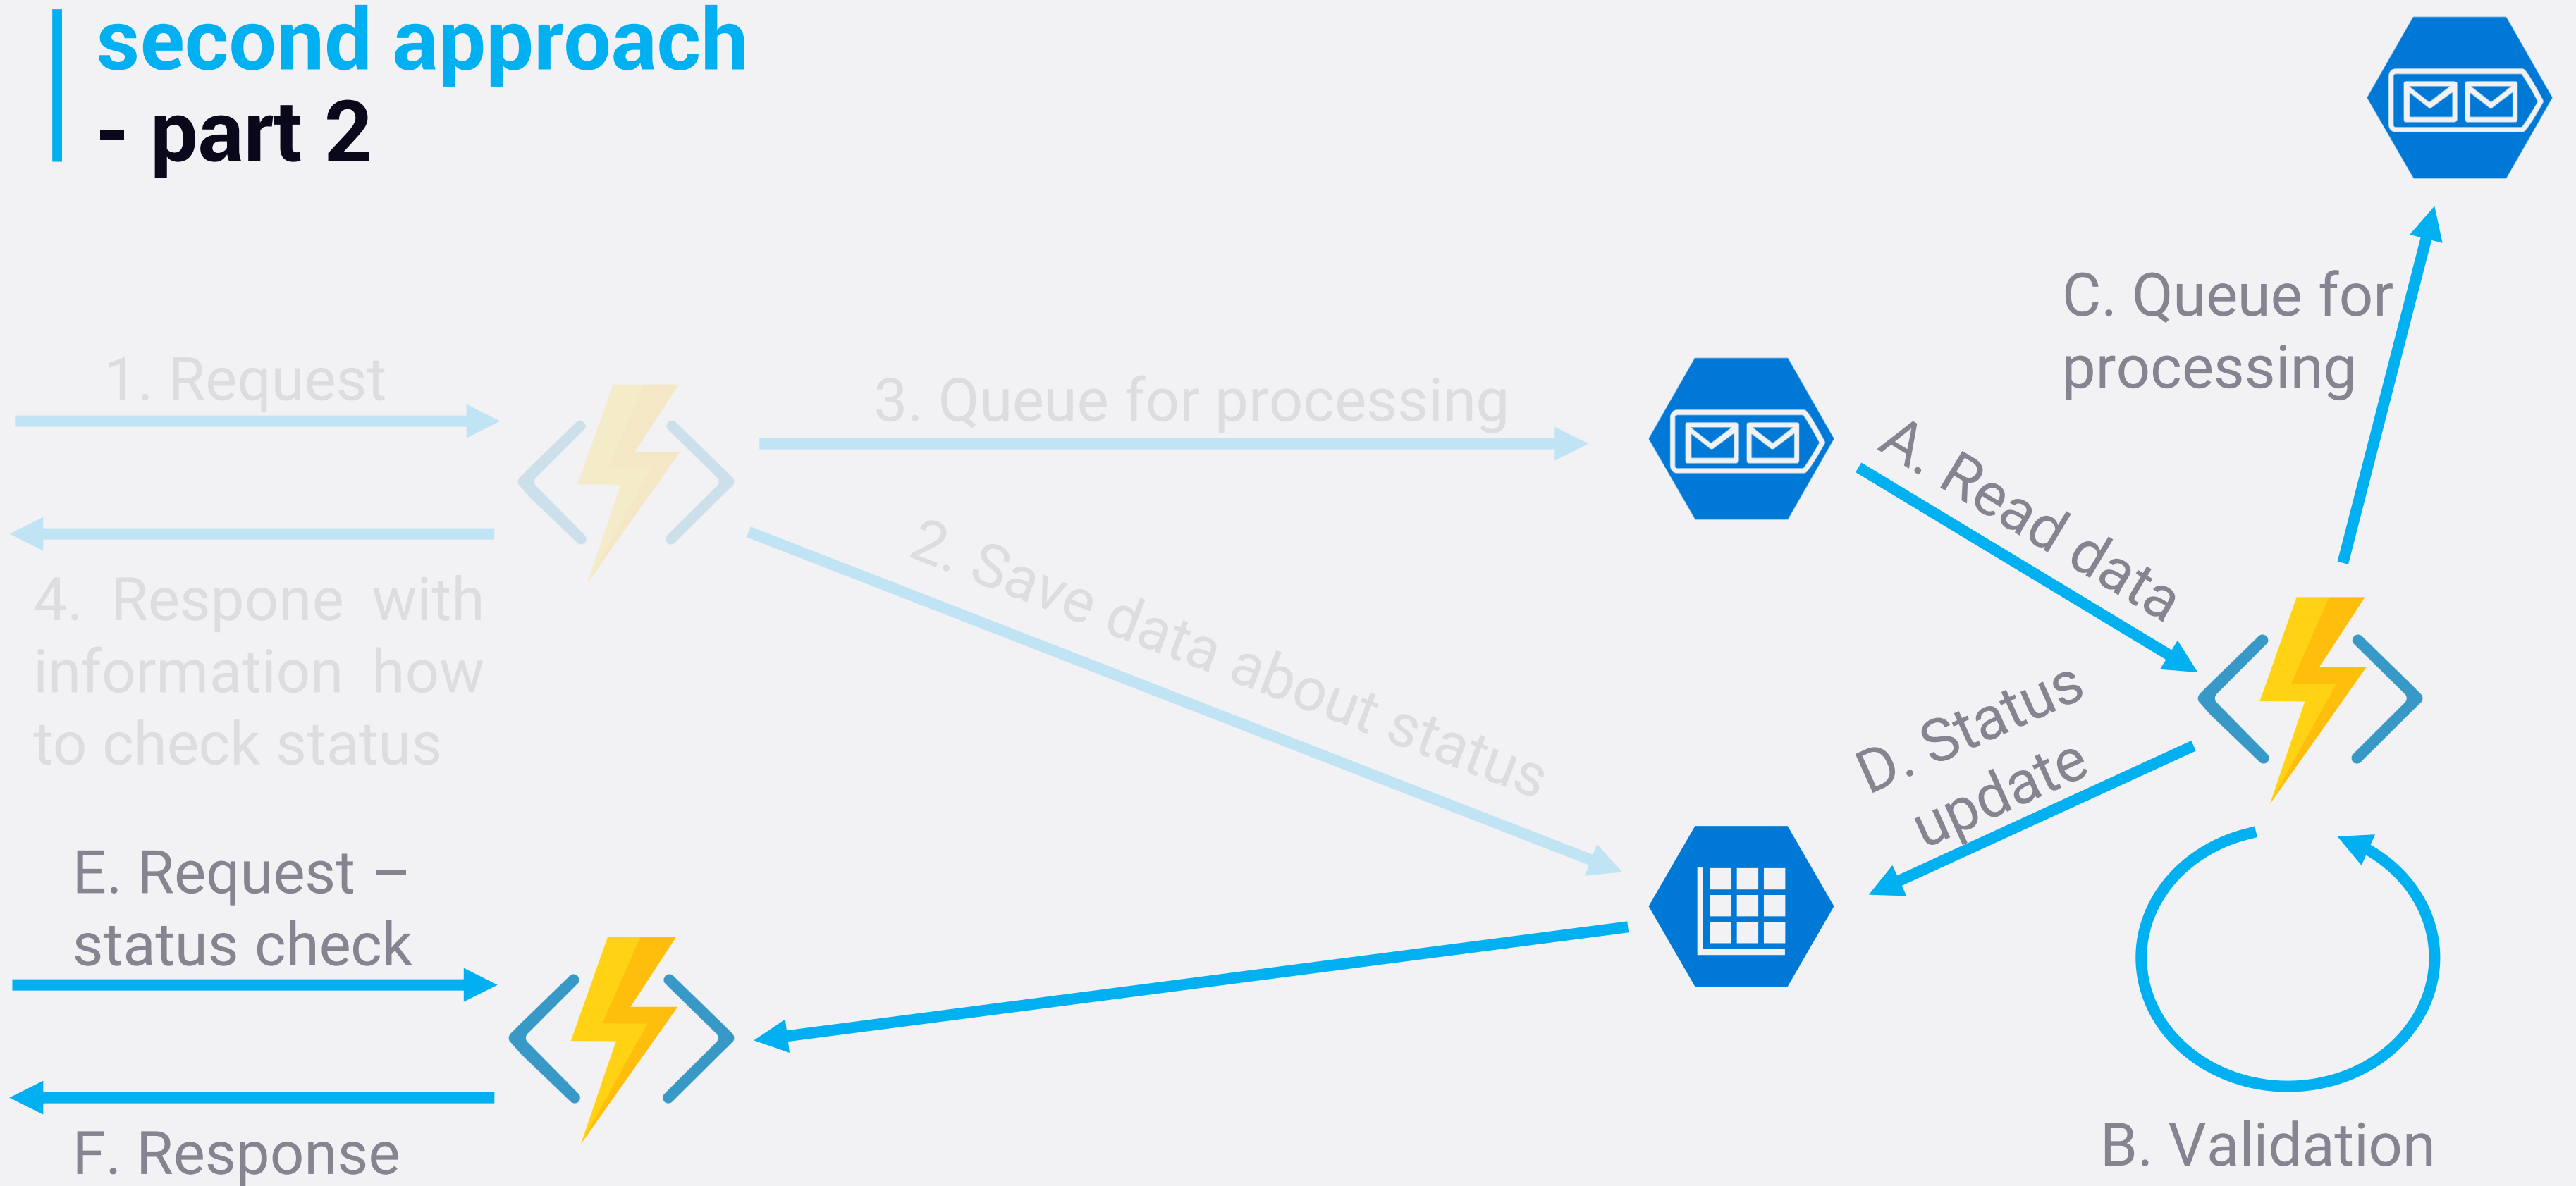 second approach
- part 2
1. Request
3. Queue for processing
2. Save data about status
4. Respone with
information how
to check status
C. Queue for
processing
A. Read data
D. Status
update
E. Request –
status check
F. Response
B. Validation